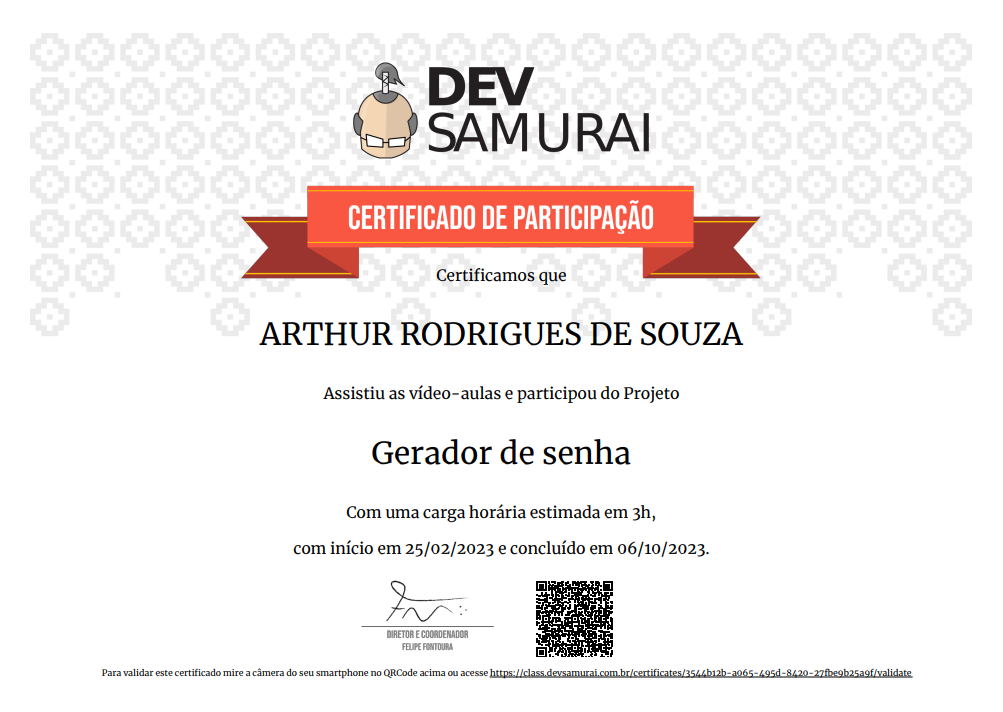 DEV
SAMURAI
CERTIFICADO DE PARTICIPAÇÃO
Certificamos que
ARTHUR RODRIGUES DE SOUZA
Assistiu as vídeo-aulas e participou do Projeto
Gerador de senha
Com uma carga horária estimada em 3h,
com início em 25/02/2023 e concluído em 06/10/2023.
DIRETOR E COORDENADOR
FELIPE FONTOURA
Para validar este certificado mire a câmera do seu smartphone no QRCode acima ou acesse https://class.devsamurai.com.br/certificates/3544b12b-a065-495d-8420-27fbe9b25a9f/validate